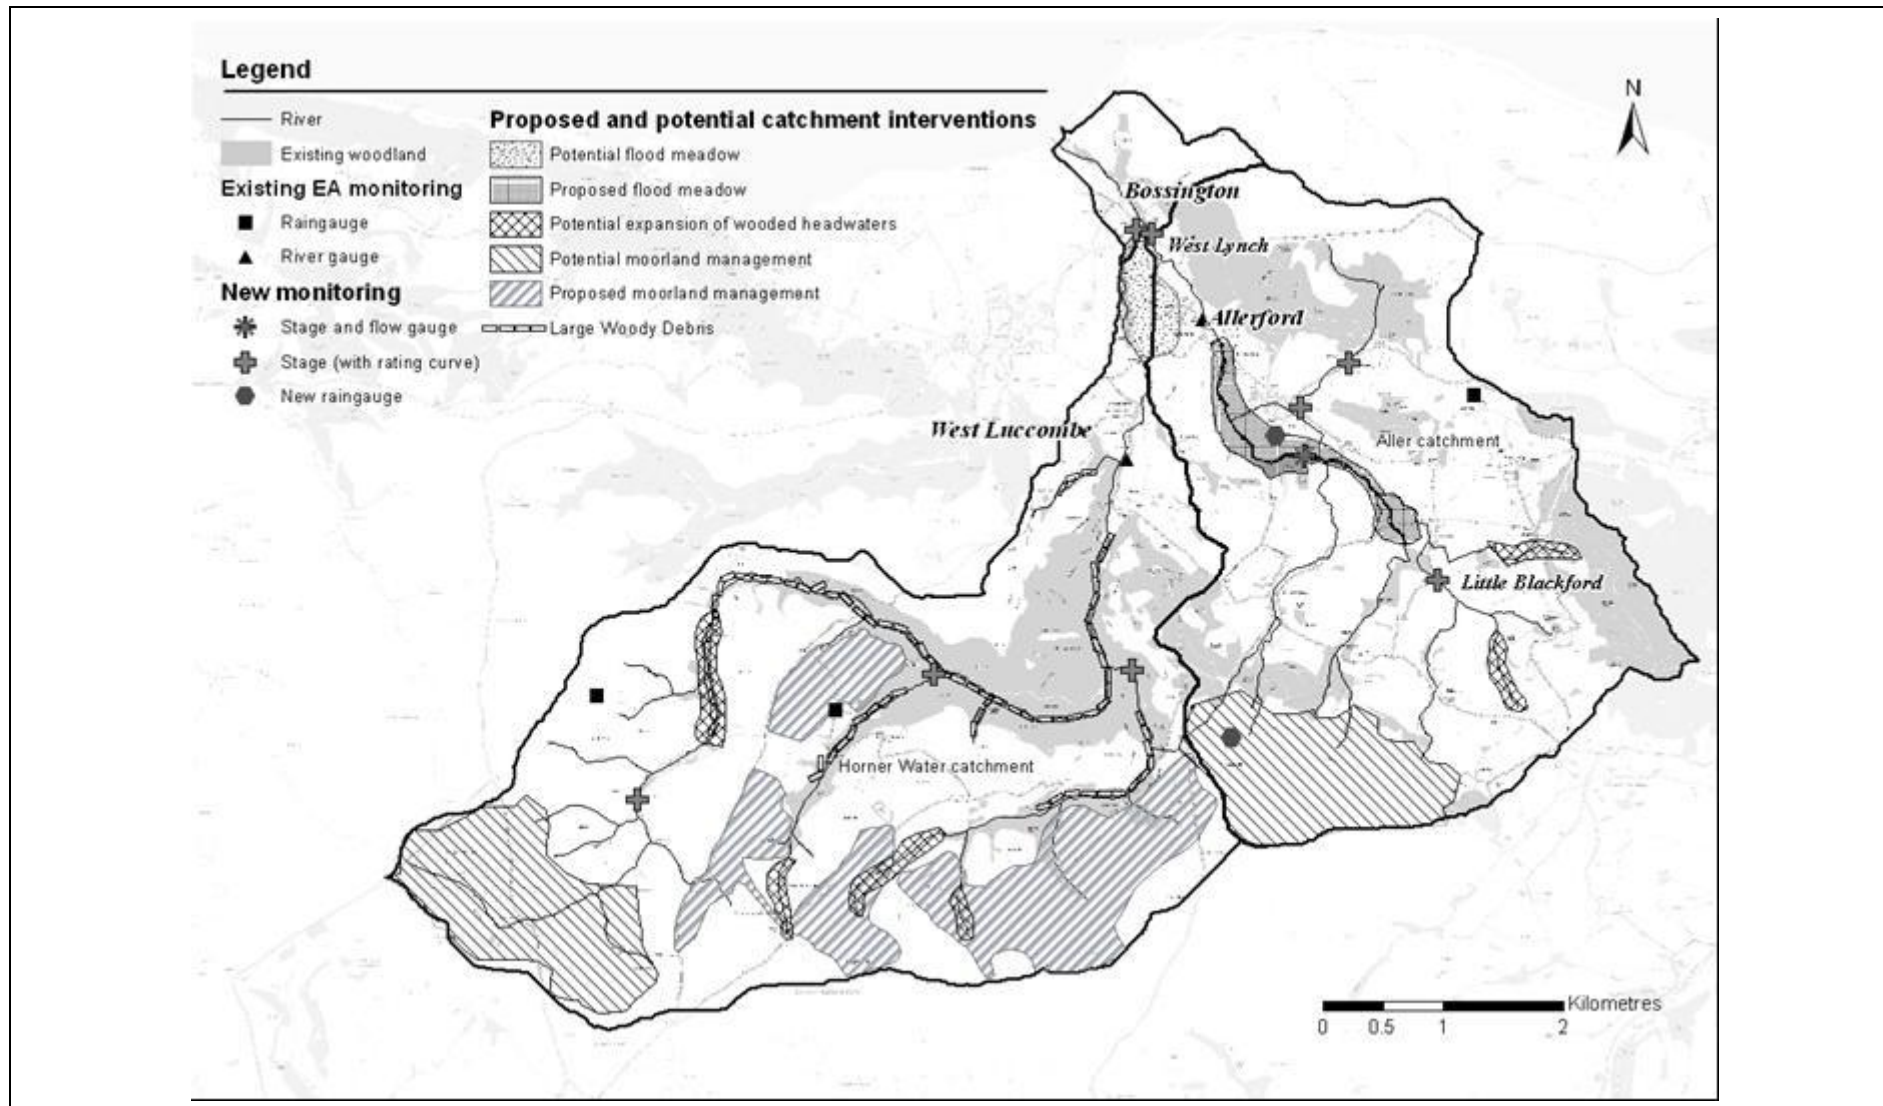 Legend
River
Existing woodland
Existing EA monitoring
Raingauge
River gauge
New monitoring
Stage and flow gauge
Stage (with rating curve)
New raingauge
Proposed and potential catchment interventions
Potential flood meadow
Proposed flood meadow
Potential expansion of wooded headwaters
Potential moorland management
Proposed moorland management
Large Woody Debris
N
Bossington
West Lynch
Allerford
West Luccombe
Aller catchment
Little Blackford
Horner Water catchment
Kilometres
0 0.5 1 2